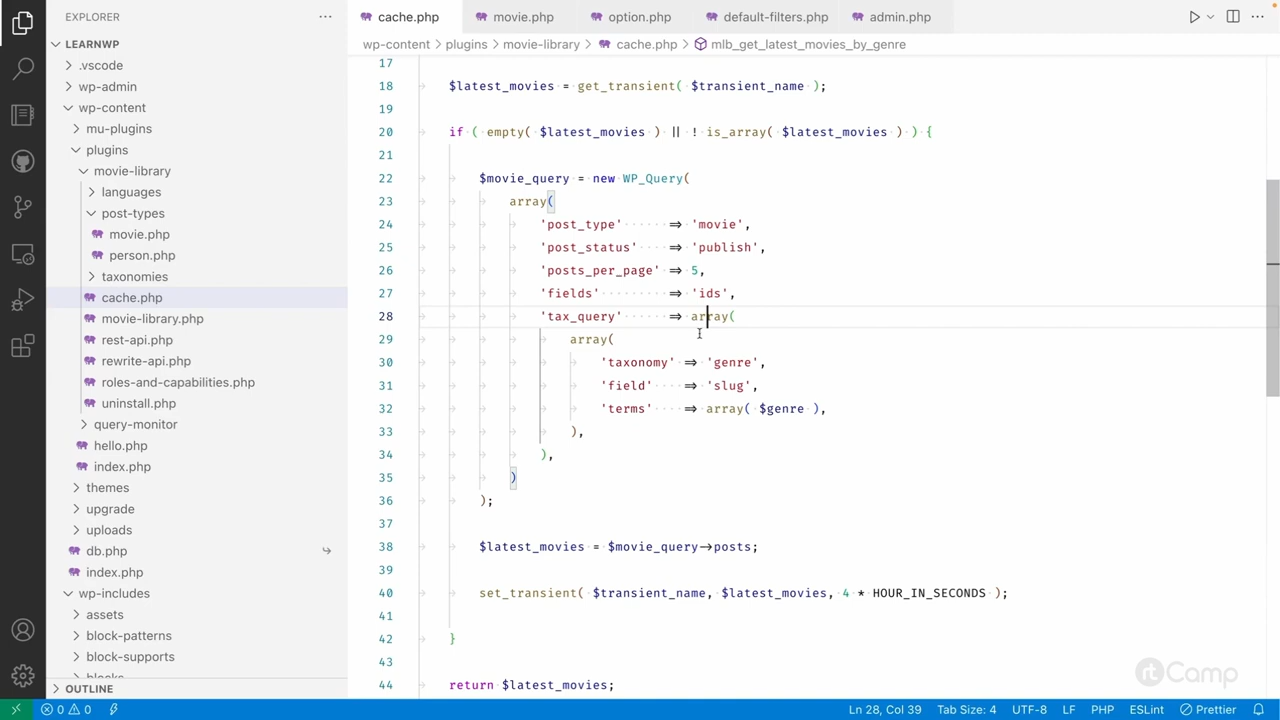 EXPLORER
LEARNWP
.vscode
wp-admin
wp-content
mu-plugins
plugins
movie-library
languages
post-types
movie.php
person.php
taxonomies
cache.php
movie-library.php
rest-api.php
rewrite-api.php
roles-and-capabilities.php
uninstall.php
query-monitor
hello.php
index.php
themes
upgrade
uploads
db.php
index.php
wp-includes
assets
block-patterns
block-supports
blocks
OUTLINE
cache.php movie.php option.php default-filters.php admin.php
wp-content > plugins > movie-library > cache.php > mlb_get_latest_movies_by_genre
17
18 $latest_movies = get_transient( $transient_name );
19
20 if ( empty( $latest_movies ) || ! is_array( $latest_movies ) ) {
21
22 $movie_query = new WP_Query(
23 array(
24 'post_type' => 'movie',
25 'post_status' => 'publish',
26 'posts_per_page' => 5,
27 'fields' => 'ids',
28 'tax_query' => array(
29 array(
30 'taxonomy' => 'genre',
31 'field' => 'slug',
32 'terms' => array( $genre ),
33 ),
34 ),
35 )
36 );
37
38 $latest_movies = $movie_query->posts;
39
40 set_transient( $transient_name, $latest_movies, 4 * HOUR_IN_SECONDS );
41
42 }
43
44 return $latest_movies;
rtCamp
0 0 Ln 28, Col 39 Tab Size: 4 UTF-8 LF PHP ESLint Prettier